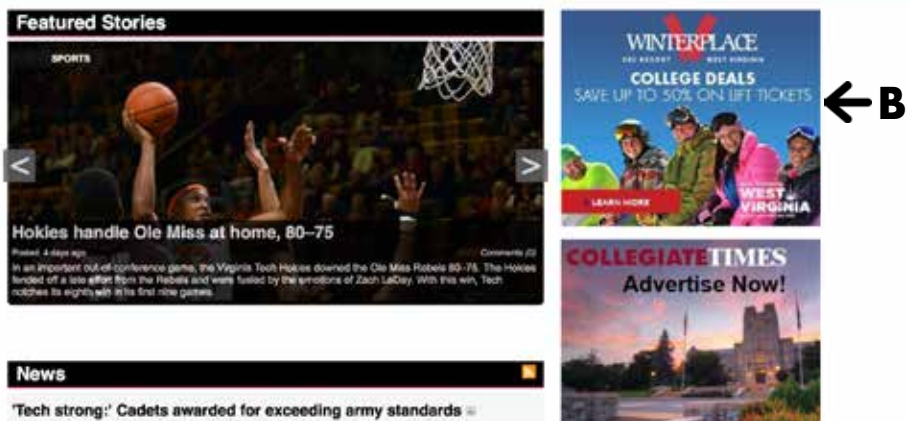 Featured Stories
SPORTS
<
>
Hokies handle Ole Miss at home, 80–75
Posted: 4 days ago
Comments (0)
In an important out-of-conference game, the Virginia Tech Hokies downed the Ole Miss Rebels 80-75. The Hokies
fended off a late effort from the Rebels and were fueled by the emotions of Zach LeDay. With this win, Tech
notches its eighth win in its first nine games.
News
'Tech strong:' Cadets awarded for exceeding army standards
WINTERPLACE
SKI RESORT WEST VIRGINIA
COLLEGE DEALS
SAVE UP TO 50% ON LIFT TICKETS
LEARN MORE
WEST
VIRGINIA
B
COLLEGIATETIMES
Advertise Now!